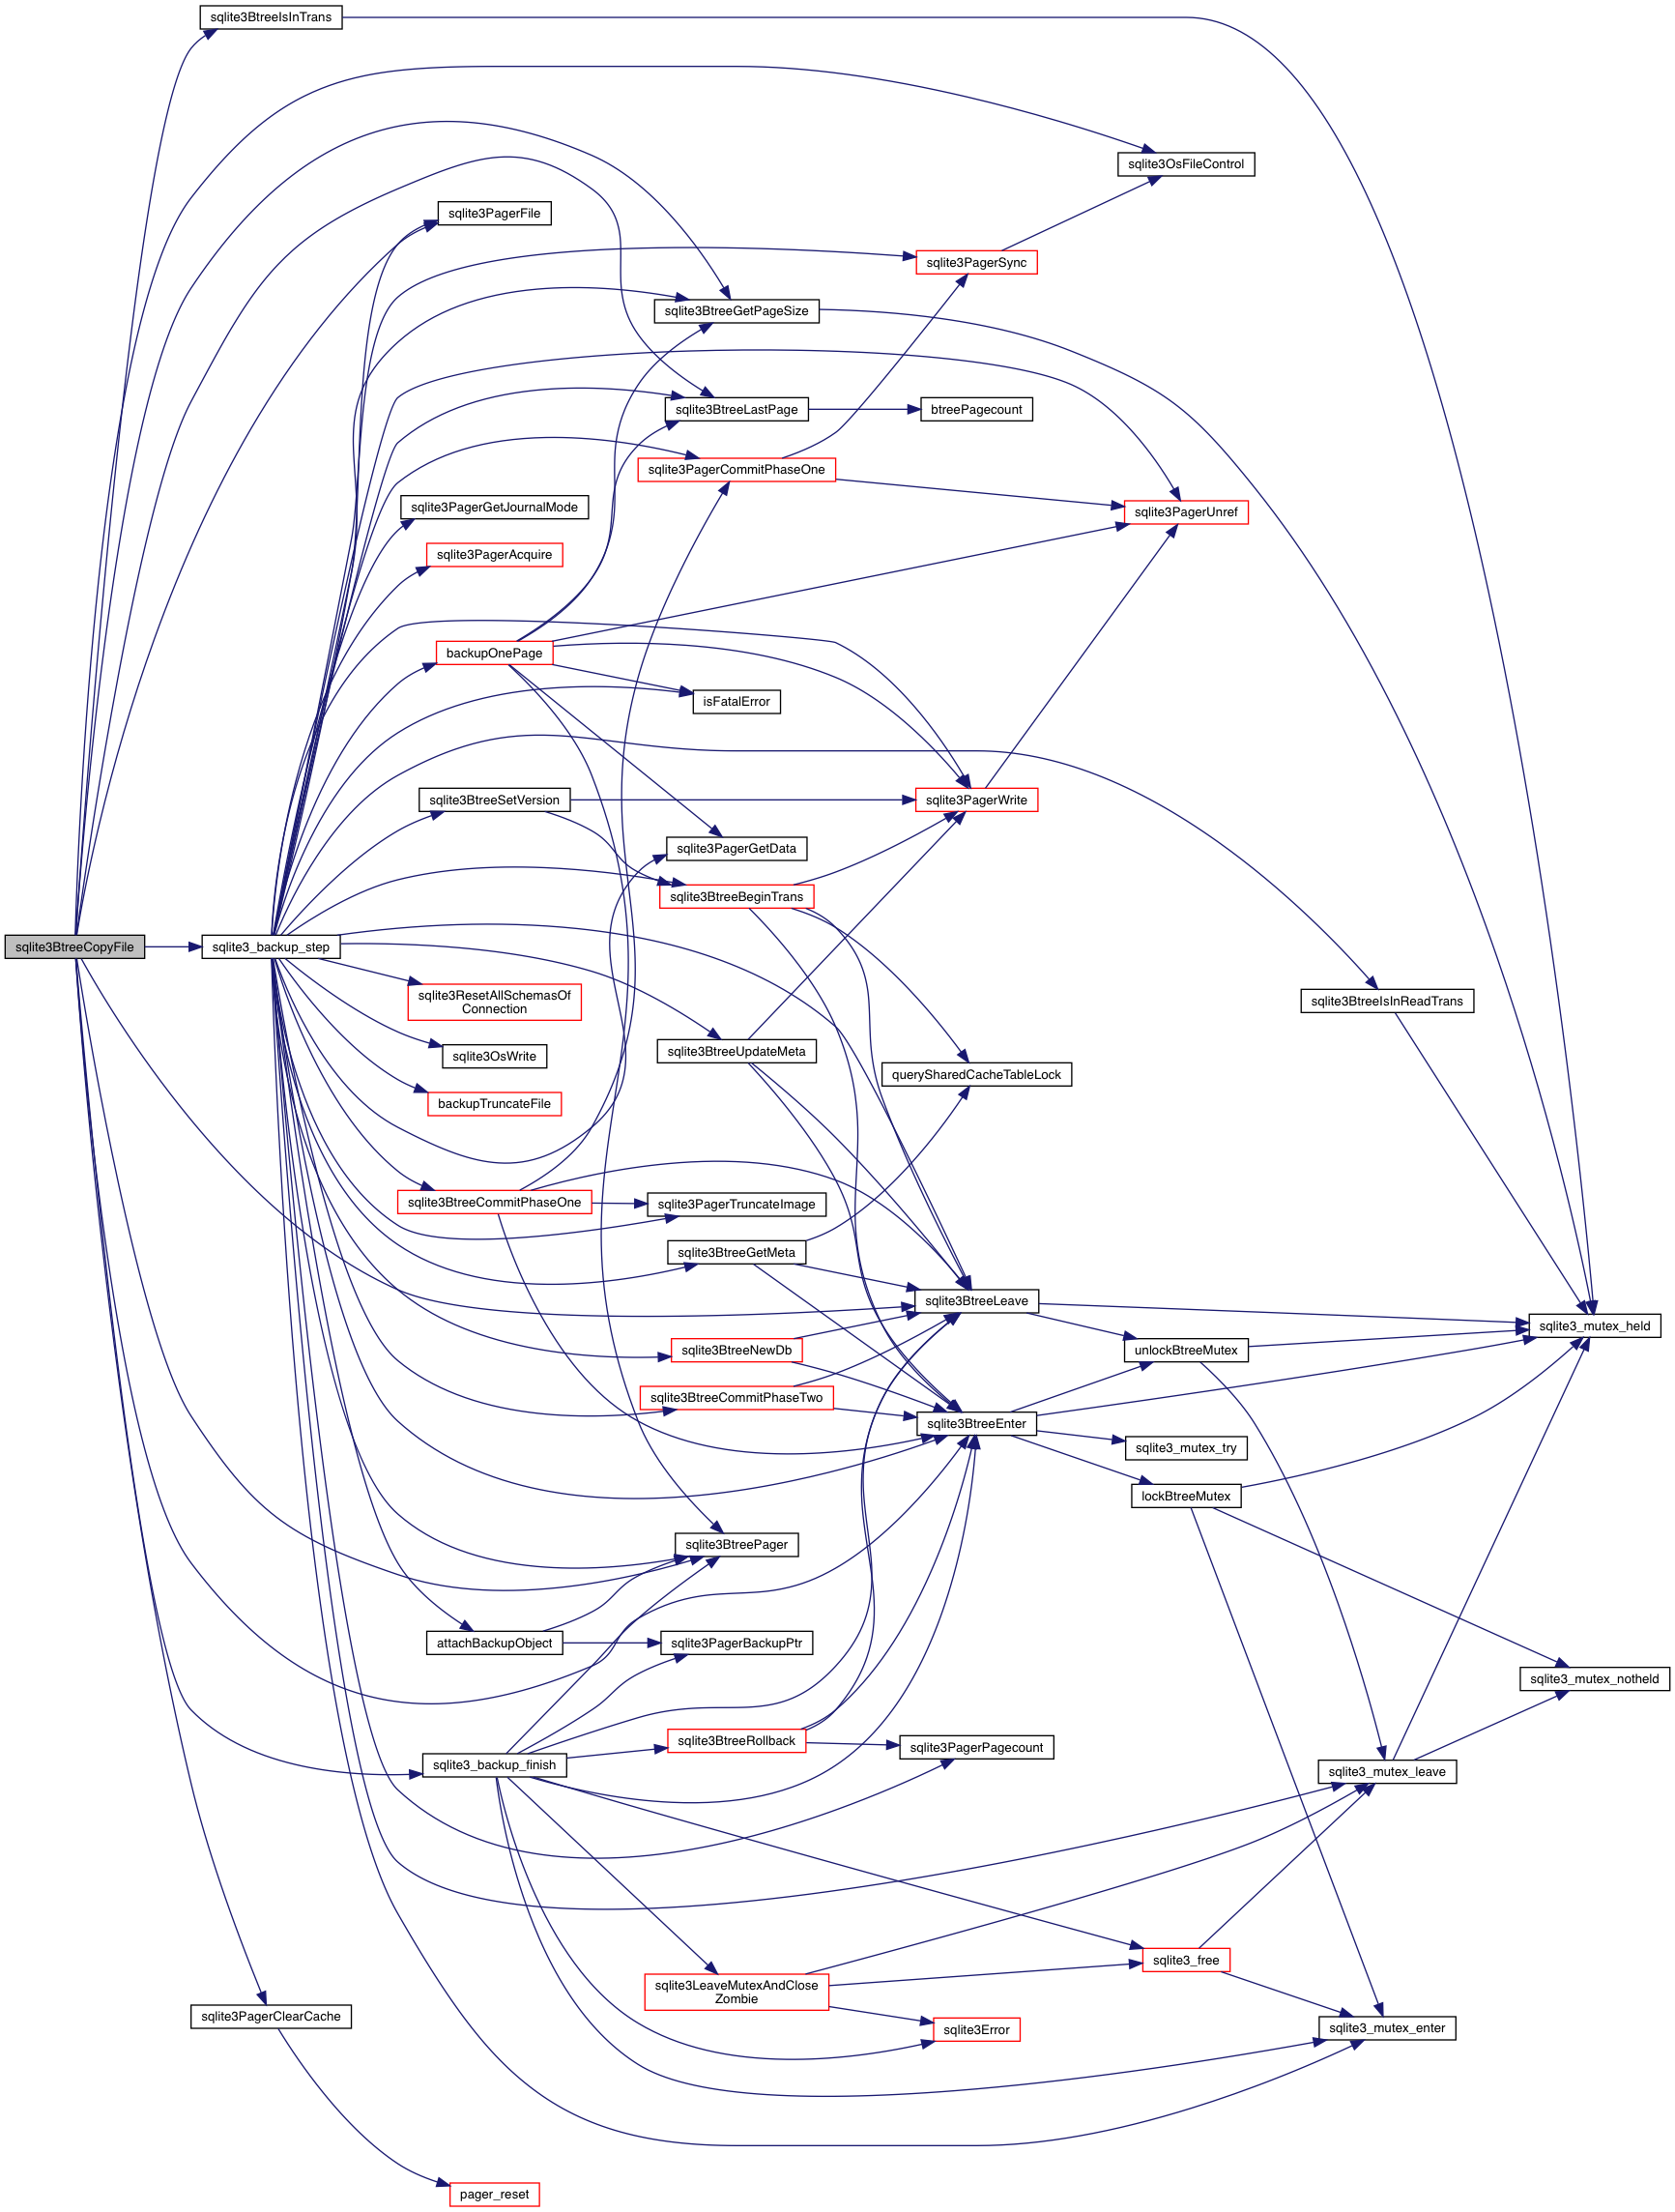 sqlite3BtreeIsInTrans
sqlite3OsFileControl
sqlite3PagerFile
sqlite3PagerSync
sqlite3BtreeGetPageSize
sqlite3BtreeLastPage
btreePagecount
sqlite3PagerCommitPhaseOne
sqlite3PagerGetJournalMode
sqlite3PagerUnref
sqlite3PagerAcquire
backupOnePage
isFatalError
sqlite3BtreeSetVersion
sqlite3PagerWrite
sqlite3PagerGetData
sqlite3BtreeBeginTrans
sqlite3BtreeCopyFile
sqlite3_backup_step
sqlite3ResetAllSchemasOf
Connection
sqlite3BtreeIsInReadTrans
sqlite3OsWrite
sqlite3BtreeUpdateMeta
querySharedCacheTableLock
backupTruncateFile
sqlite3BtreeCommitPhaseOne
sqlite3PagerTruncateImage
sqlite3BtreeGetMeta
sqlite3BtreeLeave
sqlite3_mutex_held
sqlite3BtreeNewDb
unlockBtreeMutex
sqlite3BtreeCommitPhaseTwo
sqlite3BtreeEnter
sqlite3_mutex_try
lockBtreeMutex
sqlite3BtreePager
attachBackupObject
sqlite3PagerBackupPtr
sqlite3_mutex_notheld
sqlite3BtreeRollback
sqlite3PagerPagecount
sqlite3_backup_finish
sqlite3_mutex_leave
sqlite3_free
sqlite3LeaveMutexAndClose
Zombie
sqlite3PagerClearCache
sqlite3Error
sqlite3_mutex_enter
pager_reset